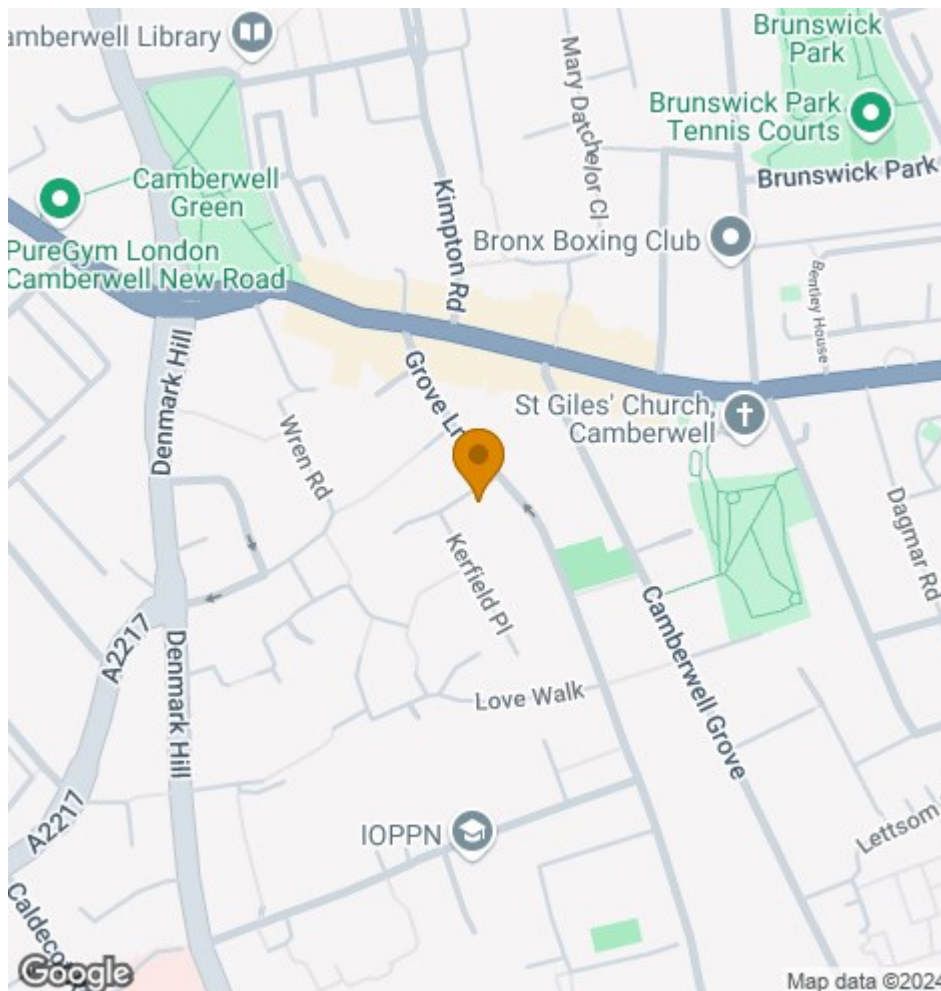 amberwell Library
Brunswick
Park
Brunswick Park
Tennis Courts
Mary Datchelor Cl
Brunswick Park
Camberwell
Green
Kimpton Rd
PureGym London
Camberwell New Road
Bronx Boxing Club
Bentley House
Denmark Hill
Grove Ln
St Giles' Church,
Camberwell
Wren Rd
Dagmar Rd
Kerfield Pl
Camberwell Grove
A2217
Denmark Hill
Love Walk
IOPPN
Lettsom
A2217
Caldeco
Google
Map data ©2024